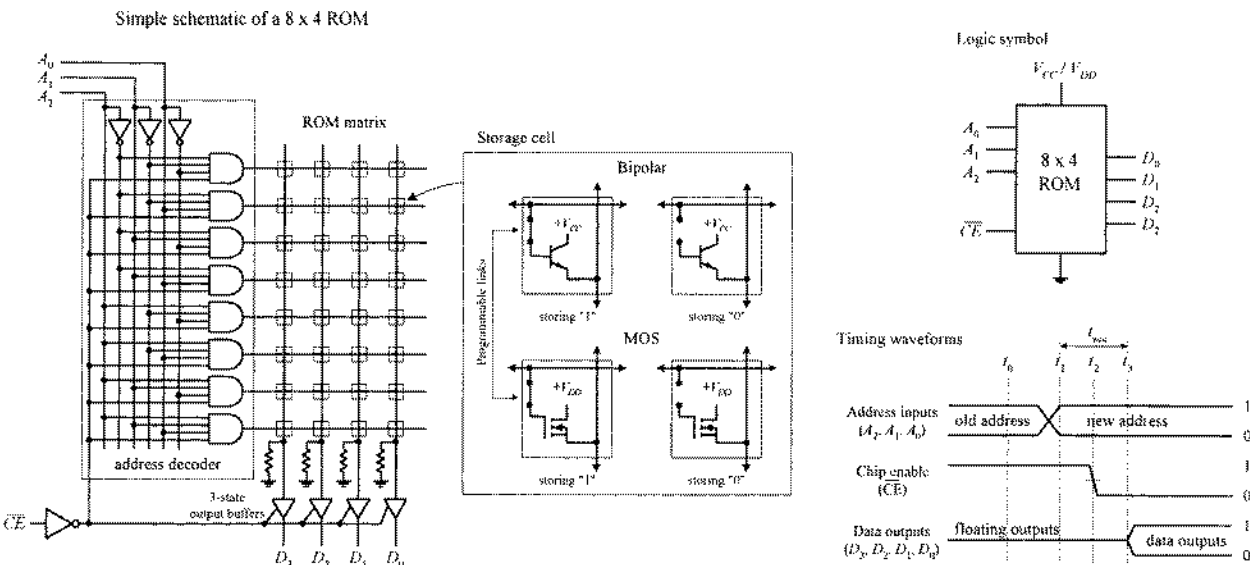 Simple schematic of a 8 x 4 ROM
A0
A1
A2
ROM matrix
address decoder
3-state
output buffers
CE
D3 D2 D1 D0
Storage cell
Bipolar
+VCC
+VCC
storing "1"
storing "0"
Programmable links
MOS
+VDD
+VDD
storing "1"
storing "0"
Logic symbol
VCC / VDD
A0
A1
A2
CE
8 x 4
ROM
D0
D1
D2
D2
Timing waveforms
t0 t1 t2 t3
Address inputs
(A2, A1, A0)
old address
new address
1
0
Chip enable
(CE)
1
0
Data outputs
(D3, D2, D1, D0)
floating outputs
data outputs
1
0